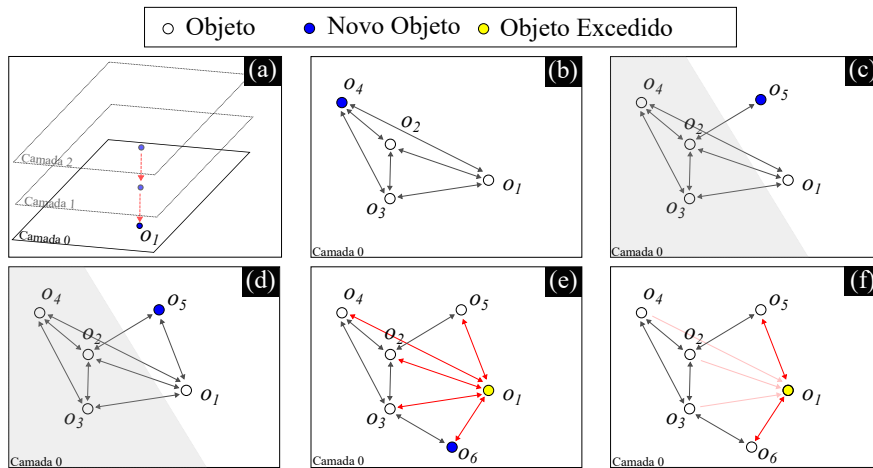 Objeto Novo Objeto Objeto Excedido
(a)
Camada 2
Camada 1
Camada 0
o1
(b)
o4
o2
o1
o3
Camada 0
(c)
o4
o5
o2
o1
o3
Camada 0
(d)
o4
o5
o2
o1
o3
Camada 0
(e)
o4
o5
o2
o1
o3
o6
Camada 0
(f)
o4
o5
o2
o1
o3
o6
Camada 0